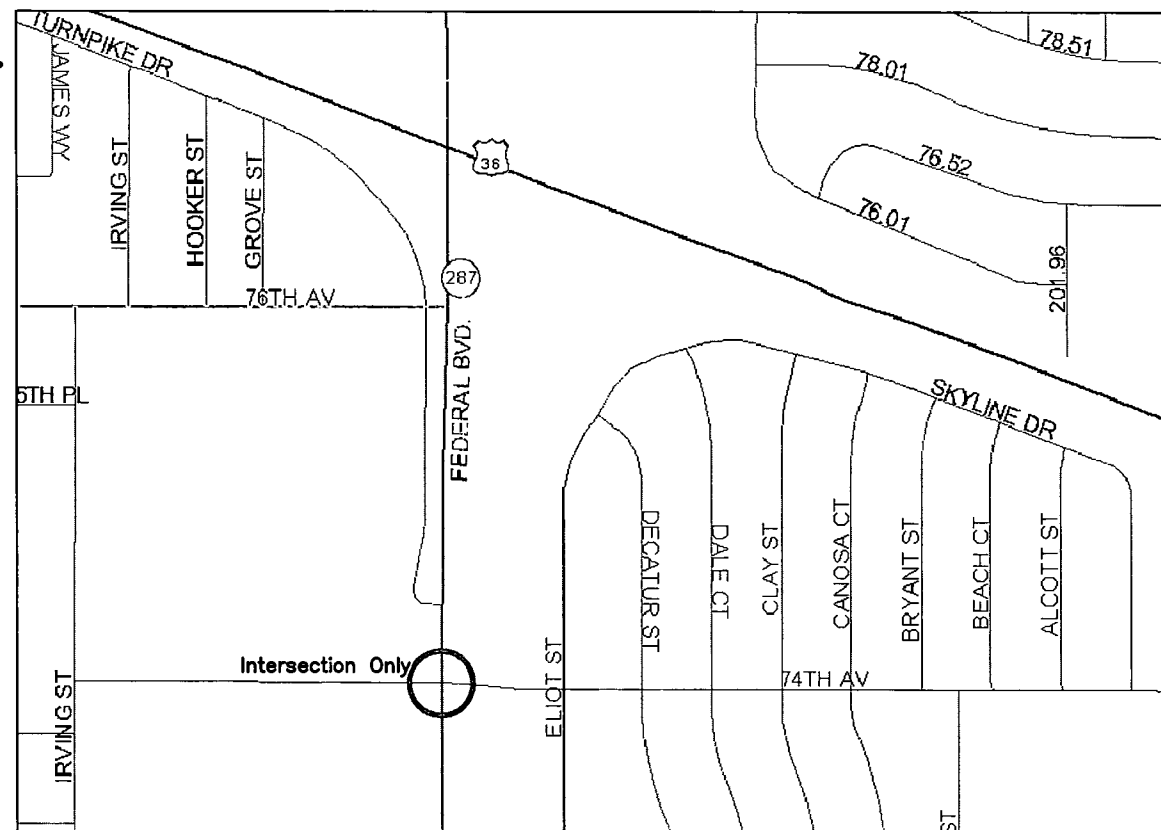 TURNPIKE DR
JAMES WY
IRVING ST
HOOKER ST
GROVE ST
76TH AV
36
287
FEDERAL BVD.
78.51
78.01
76.52
76.01
201.96
5TH PL
SKYLINE DR
DECATUR ST
DALE CT
CLAY ST
CANOSA CT
BRYANT ST
BEACH CT
ALCOTT ST
ELIOT ST
74TH AV
Intersection Only
IRVING ST
ST